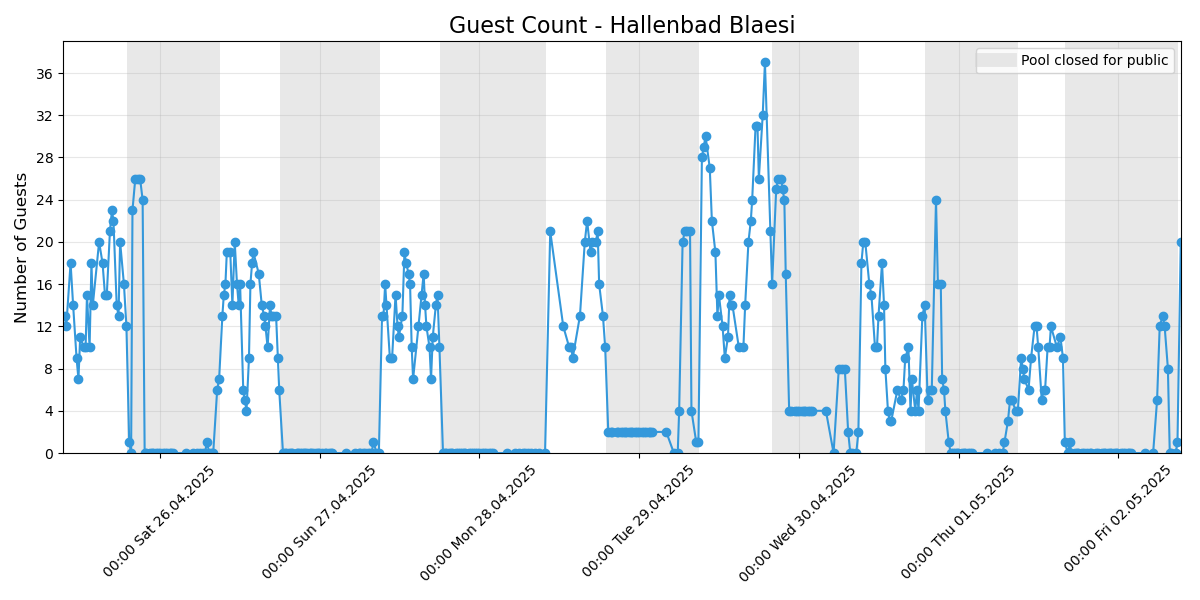 Guest Count - Hallenbad Blaesi
Pool closed for public
Number of Guests
36
32
28
24
20
16
12
8
4
0
00:00 Sat 26.04.2025
00:00 Sun 27.04.2025
00:00 Mon 28.04.2025
00:00 Tue 29.04.2025
00:00 Wed 30.04.2025
00:00 Thu 01.05.2025
00:00 Fri 02.05.2025